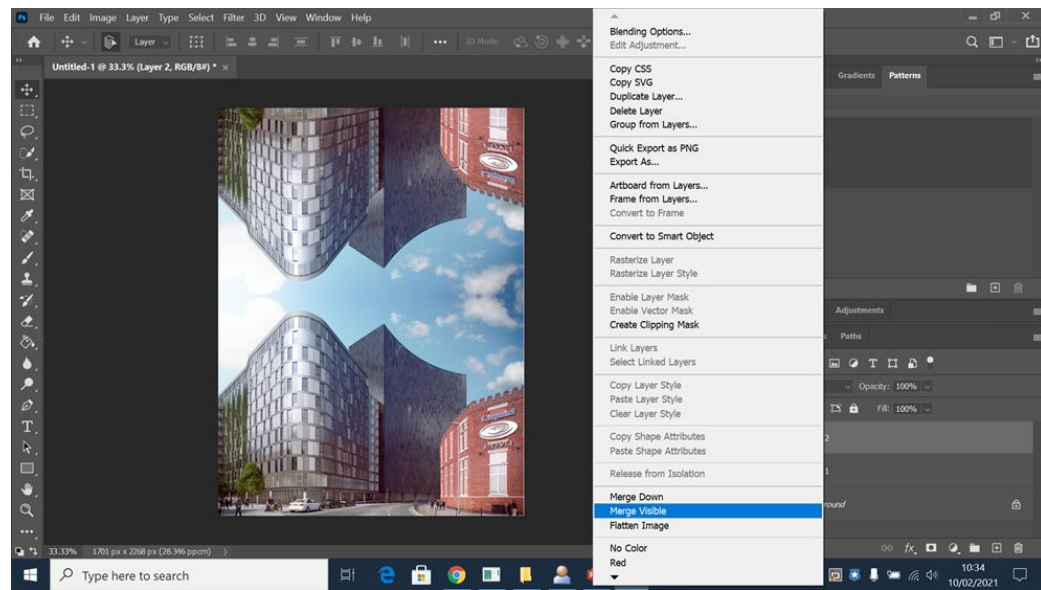 Ps File Edit Image Layer Type Select Filter 3D View Window Help
Layer 3D Mode:
Untitled-1 @ 33.3% (Layer 2, RGB/8#) * ×
Blending Options...
Edit Adjustment...
Copy CSS
Copy SVG
Duplicate Layer...
Delete Layer
Group from Layers...
Quick Export as PNG
Export As...
Artboard from Layers...
Frame from Layers...
Convert to Frame
Convert to Smart Object
Rasterize Layer
Rasterize Layer Style
Enable Layer Mask
Enable Vector Mask
Create Clipping Mask
Link Layers
Select Linked Layers
Copy Layer Style
Paste Layer Style
Clear Layer Style
Copy Shape Attributes
Paste Shape Attributes
Release from Isolation
Merge Down
Merge Visible
Flatten Image
No Color
Red
Gradients Patterns
Adjustments
Paths
Opacity: 100%
Fill: 100%
2
1
round
fx
33.33% 1701 px x 2268 px (28.346 ppcm)
Type here to search
10:34
10/02/2021